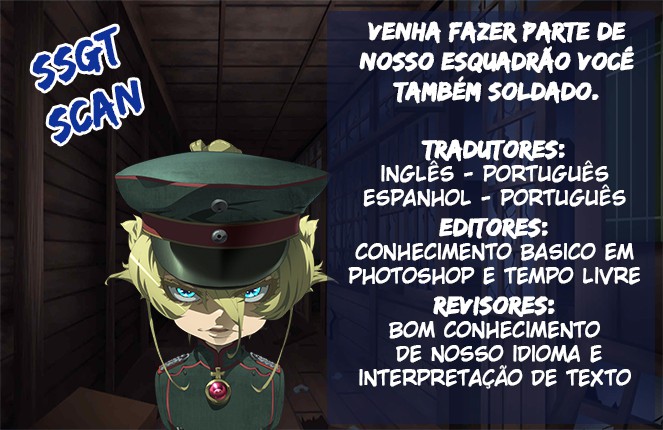 SSGT
SCAN
VENHA FAZER PARTE DE
NOSSO ESQUADRÃO VOCÊ
TAMBÉM SOLDADO.
TRADUTORES:
INGLÊS - PORTUGUÊS
ESPANHOL - PORTUGUÊS
EDITORES:
CONHECIMENTO BASICO EM
PHOTOSHOP E TEMPO LIVRE
REVISORES:
BOM CONHECIMENTO
DE NOSSO IDIOMA E
INTERPRETAÇÃO DE TEXTO